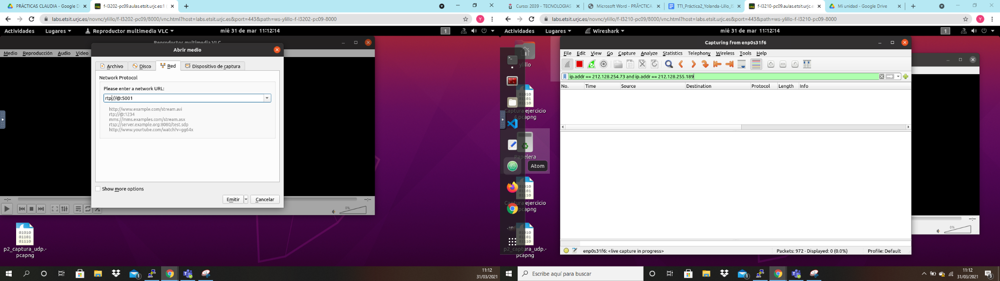 PRÁCTICAS CLAUDIA - Google D
f-l3202-pc09.aulas.etsit.urjc.es:1
labs.etsit.urjc.es/novnc/ylillo/f-l3202-pc09/8000/vnc.html?host=labs.etsit.urjc.es&port=443&path=ws-ylillo-f-l3202-pc09-8000
Y
Actividades
Lugares
Reproductor multimedia VLC
mié 31 de mar 11:12:14
1
Reproductor multimedia VLC
Medio
Reproducción
Audio
Vídeo
Abrir medio
Archivo
Disco
Red
Dispositivo de captura
Network Protocol
Please enter a network URL:
rtp//@:5001
http://www.example.com/stream.avi
rtp://@:1234
mms://mms.examples.com/stream.asx
rtsp://server.example.org:8080/test.sdp
http://www.yourtube.com/watch?v=gg64x
Show more options
Emitir
Cancelar
--:--
--:--
0%
01010
01101
01110
p2_captura_udp.-
pcapng
11:12
31/03/2021
Curso: 2039 - TECNOLOGIAS
Microsoft Word - PRÃ†CTICA
TTI_Práctica2_Yolanda-Lillo_IS
f-l3210-pc09.aulas.etsit.urjc.e
Mi unidad - Google Drive
labs.etsit.urjc.es/novnc/ylillo/f-l3210-pc09/8000/vnc.html?host=labs.etsit.urjc.es&port=443&path=ws-ylillo-f-l3210-pc09-8000
Y
Actividades
Lugares
Wireshark
mié 31 de mar 11:12:14
1
ylillo
Captura ejercicio
4.pcapng
Papelera
Atom
Captura ejercicio
pcapng
p2_captura_udp.-
pcapng
Capturing from enp0s31f6
File
Edit
View
Go
Capture
Analyze
Statistics
Telephony
Wireless
Tools
Help
ip.addr == 212.128.254.73 and ip.addr == 212.128.255.189
No.
Time
Source
Destination
Protocol
Length
Info
enp0s31f6: <live capture in progress>
Packets: 972 · Displayed: 0 (0.0%)
Profile: Default
--:--
0%
Escribe aquí para buscar
11:12
31/03/2021
3